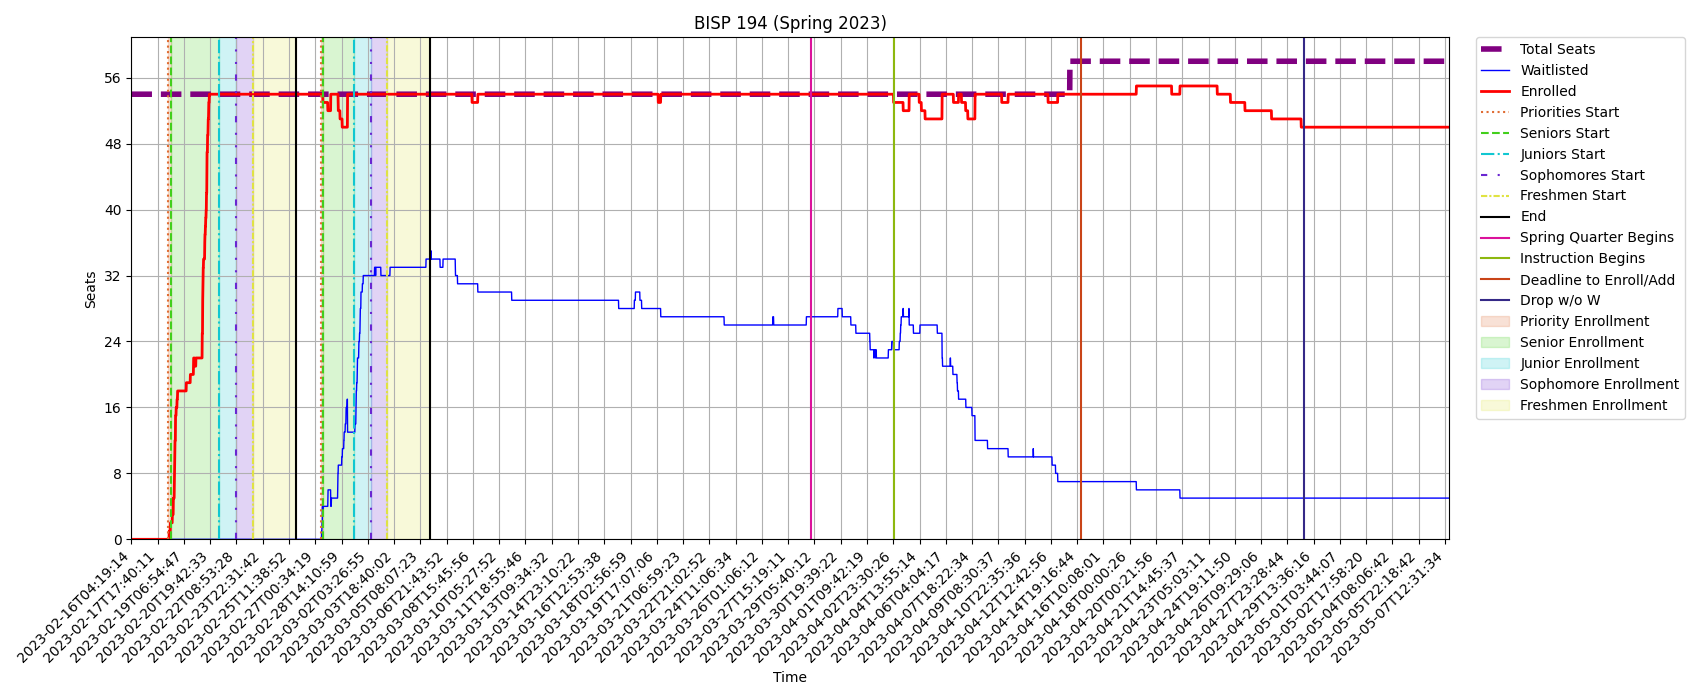 BISP 194 (Spring 2023)
56
48
40
32
24
16
8
0
Seats
2023-02-16T04:19:14
2023-02-17T17:40:11
2023-02-19T06:54:47
2023-02-20T19:42:33
2023-02-22T08:53:28
2023-02-23T22:31:42
2023-02-25T11:38:52
2023-02-27T00:34:19
2023-02-28T14:10:59
2023-03-02T03:26:55
2023-03-03T18:40:02
2023-03-05T08:07:23
2023-03-06T21:43:52
2023-03-08T15:45:56
2023-03-10T05:27:52
2023-03-11T18:55:46
2023-03-13T09:34:32
2023-03-14T23:10:22
2023-03-16T12:53:38
2023-03-18T02:56:59
2023-03-19T17:07:06
2023-03-21T06:59:23
2023-03-22T21:02:52
2023-03-24T11:06:34
2023-03-26T01:06:12
2023-03-27T15:19:11
2023-03-29T05:40:12
2023-03-30T19:39:22
2023-04-01T09:42:19
2023-04-02T23:30:26
2023-04-04T13:55:14
2023-04-06T04:04:17
2023-04-07T18:22:34
2023-04-09T08:30:37
2023-04-10T22:35:36
2023-04-12T12:42:56
2023-04-14T19:16:44
2023-04-16T10:08:01
2023-04-18T00:00:26
2023-04-20T00:21:56
2023-04-21T14:45:37
2023-04-23T05:03:11
2023-04-24T19:11:50
2023-04-26T09:29:06
2023-04-27T23:28:44
2023-04-29T13:36:16
2023-05-01T03:44:07
2023-05-02T17:58:20
2023-05-04T08:06:42
2023-05-05T22:18:42
2023-05-07T12:31:34
Time
Total Seats
Waitlisted
Enrolled
Priorities Start
Seniors Start
Juniors Start
Sophomores Start
Freshmen Start
End
Spring Quarter Begins
Instruction Begins
Deadline to Enroll/Add
Drop w/o W
Priority Enrollment
Senior Enrollment
Junior Enrollment
Sophomore Enrollment
Freshmen Enrollment